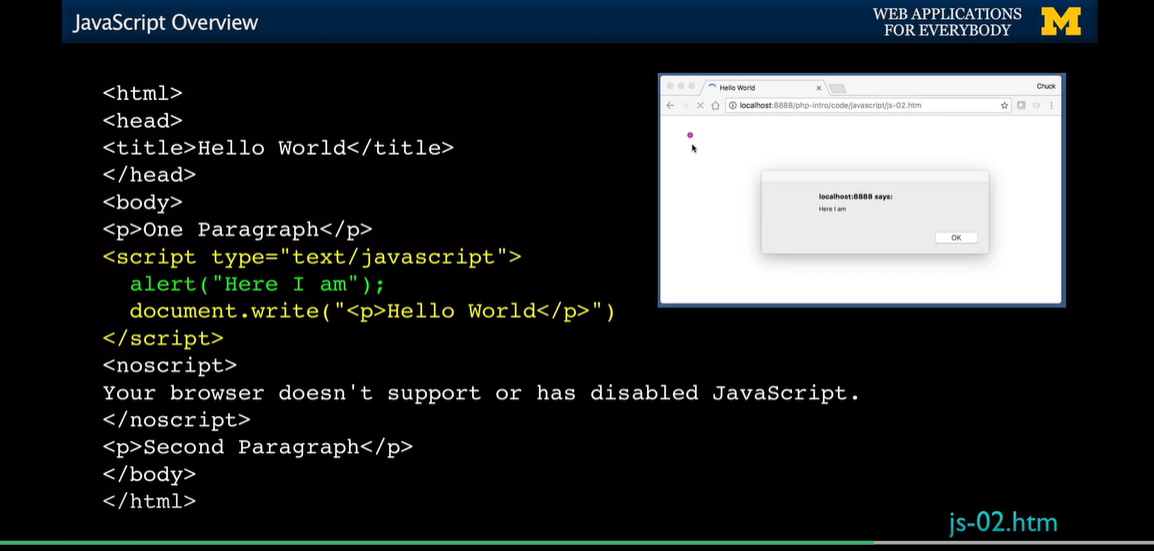 JavaScript Overview
WEB APPLICATIONS
FOR EVERYBODY
M
<html>
<head>
<title>Hello World</title>
</head>
<body>
<p>One Paragraph</p>
<script type="text/javascript">
alert("Here I am");
document.write("<p>Hello World</p>")
</script>
<noscript>
Your browser doesn't support or has disabled JavaScript.
</noscript>
<p>Second Paragraph</p>
</body>
</html>
Hello World
Chuck
localhost:8888/php-intro/code/javascript/js-02.htm
localhost:8888 says:
Here I am
OK
js-02.htm